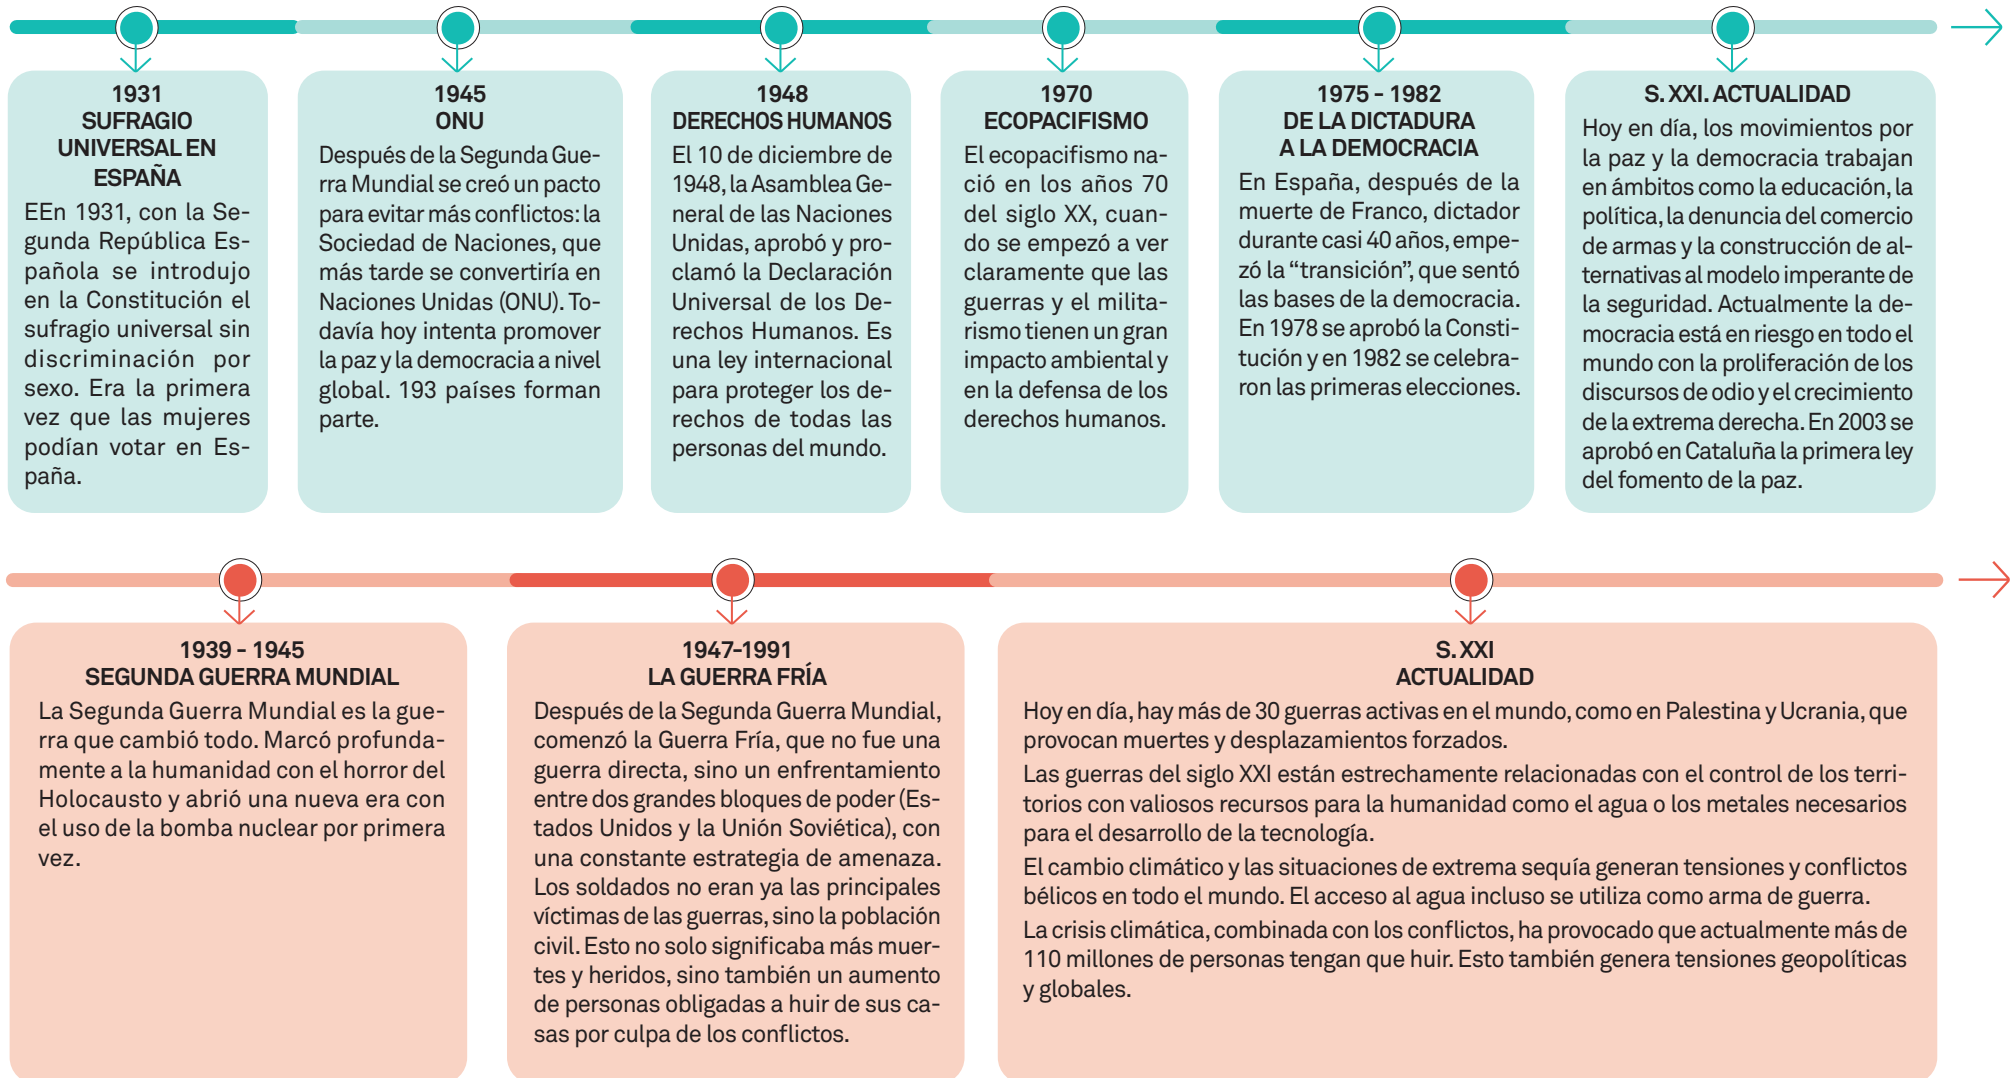 1931
SUFRAGIO
UNIVERSAL EN
ESPAÑA
EEn 1931, con la Se-
gunda República Es-
pañola se introdujo
en la Constitución el
sufragio universal sin
discriminación por
sexo. Era la primera
vez que las mujeres
podían votar en Es-
paña.
1945
ONU
Después de la Segunda Gue-
rra Mundial se creó un pacto
para evitar más conflictos: la
Sociedad de Naciones, que
más tarde se convertiría en
Naciones Unidas (ONU). To-
davía hoy intenta promover
la paz y la democracia a nivel
global. 193 países forman
parte.
1948
DERECHOS HUMANOS
El 10 de diciembre de
1948, la Asamblea Ge-
neral de las Naciones
Unidas, aprobó y pro-
clamó la Declaración
Universal de los De-
rechos Humanos. Es
una ley internacional
para proteger los de-
rechos de todas las
personas del mundo.
1970
ECOPACIFISMO
El ecopacifismo na-
ció en los años 70
del siglo XX, cuan-
do se empezó a ver
claramente que las
guerras y el milita-
rismo tienen un gran
impacto ambiental y
en la defensa de los
derechos humanos.
1975 - 1982
DE LA DICTADURA
A LA DEMOCRACIA
En España, después de la
muerte de Franco, dictador
durante casi 40 años, empe-
zó la “transición”, que sentó
las bases de la democracia.
En 1978 se aprobó la Consti-
tución y en 1982 se celebra-
ron las primeras elecciones.
S. XXI. ACTUALIDAD
Hoy en día, los movimientos por
la paz y la democracia trabajan
en ámbitos como la educación, la
política, la denuncia del comercio
de armas y la construcción de al-
ternativas al modelo imperante de
la seguridad. Actualmente la de-
mocracia está en riesgo en todo el
mundo con la proliferación de los
discursos de odio y el crecimiento
de la extrema derecha. En 2003 se
aprobó en Cataluña la primera ley
del fomento de la paz.
1939 - 1945
SEGUNDA GUERRA MUNDIAL
La Segunda Guerra Mundial es la gue-
rra que cambió todo. Marcó profunda-
mente a la humanidad con el horror del
Holocausto y abrió una nueva era con
el uso de la bomba nuclear por primera
vez.
1947-1991
LA GUERRA FRÍA
Después de la Segunda Guerra Mundial,
comenzó la Guerra Fría, que no fue una
guerra directa, sino un enfrentamiento
entre dos grandes bloques de poder (Es-
tados Unidos y la Unión Soviética), con
una constante estrategia de amenaza.
Los soldados no eran ya las principales
víctimas de las guerras, sino la población
civil. Esto no solo significaba más muer-
tes y heridos, sino también un aumento
de personas obligadas a huir de sus ca-
sas por culpa de los conflictos.
S. XXI
ACTUALIDAD
Hoy en día, hay más de 30 guerras activas en el mundo, como en Palestina y Ucrania, que
provocan muertes y desplazamientos forzados.
Las guerras del siglo XXI están estrechamente relacionadas con el control de los terri-
torios con valiosos recursos para la humanidad como el agua o los metales necesarios
para el desarrollo de la tecnología.
El cambio climático y las situaciones de extrema sequía generan tensiones y conflictos
bélicos en todo el mundo. El acceso al agua incluso se utiliza como arma de guerra.
La crisis climática, combinada con los conflictos, ha provocado que actualmente más de
110 millones de personas tengan que huir. Esto también genera tensiones geopolíticas
y globales.